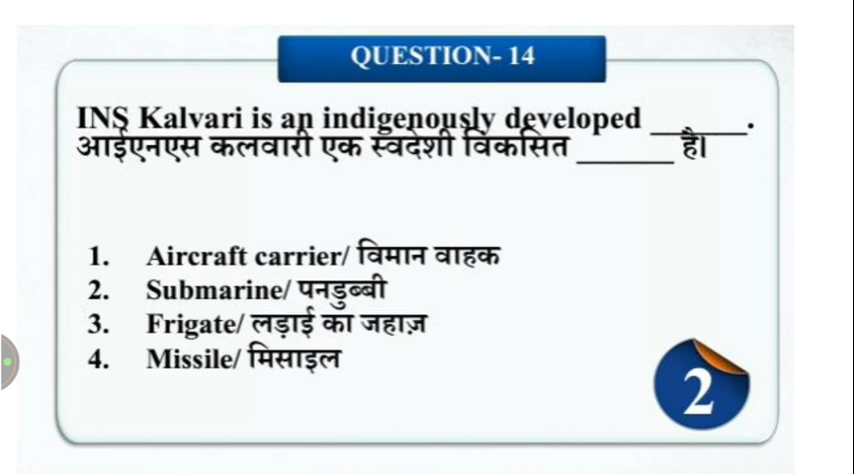 QUESTION- 14
INS Kalvari is an indigenously developed ______.
आईएनएस कलवारी एक स्वदेशी विकसित ______ है।
1. Aircraft carrier/ विमान वाहक
2. Submarine/ पनडुब्बी
3. Frigate/ लड़ाई का जहाज़
4. Missile/ मिसाइल
2